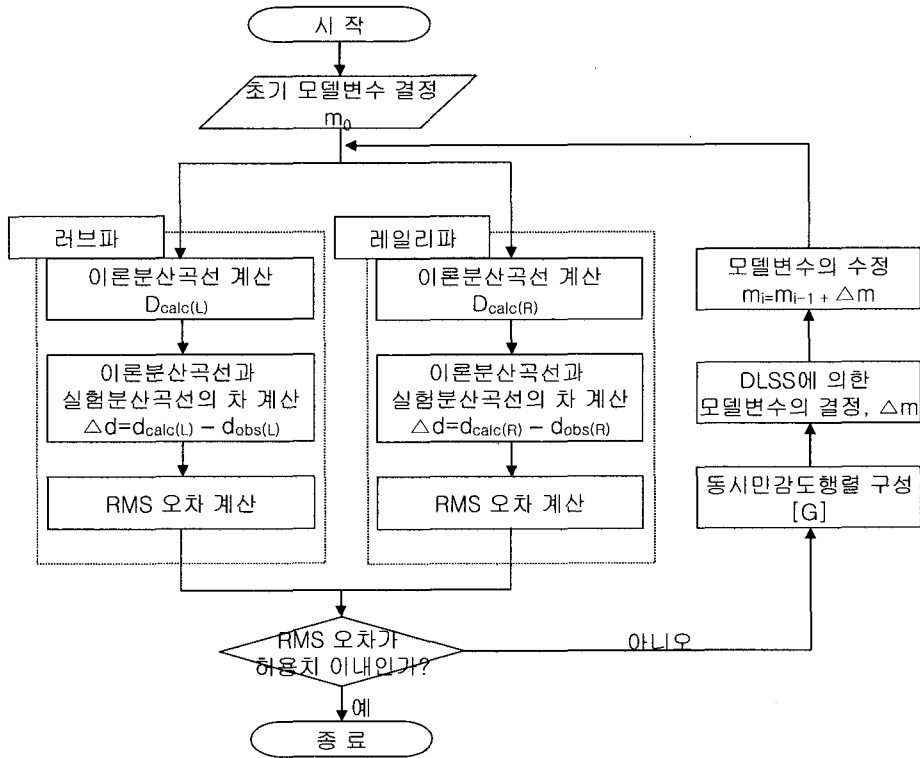 시 작
초기 모델변수 결정
m₀
러브파
이론분산곡선 계산
Dcalc(L)
이론분산곡선과
실험분산곡선의 차 계산
△d=dcalc(L) − dobs(L)
RMS 오차 계산
레일리파
이론분산곡선 계산
Dcalc(R)
이론분산곡선과
실험분산곡선의 차 계산
△d=dcalc(R) − dobs(R)
RMS 오차 계산
모델변수의 수정
mi=mi−1 + △m
DLSS에 의한
모델변수의 결정, △m
동시민감도행렬 구성
[G]
RMS 오차가
허용치 이내인가?
아니오
예
종 료